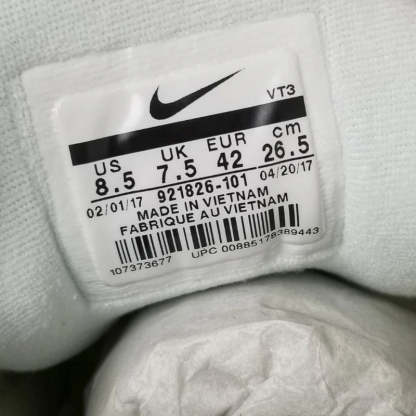 VT3
US UK EUR cm
8.5 7.5 42 26.5
02/01/17 921826-101 04/20/17
MADE IN VIETNAM
FABRIQUE AU VIETNAM
107373677 UPC 00885178389443